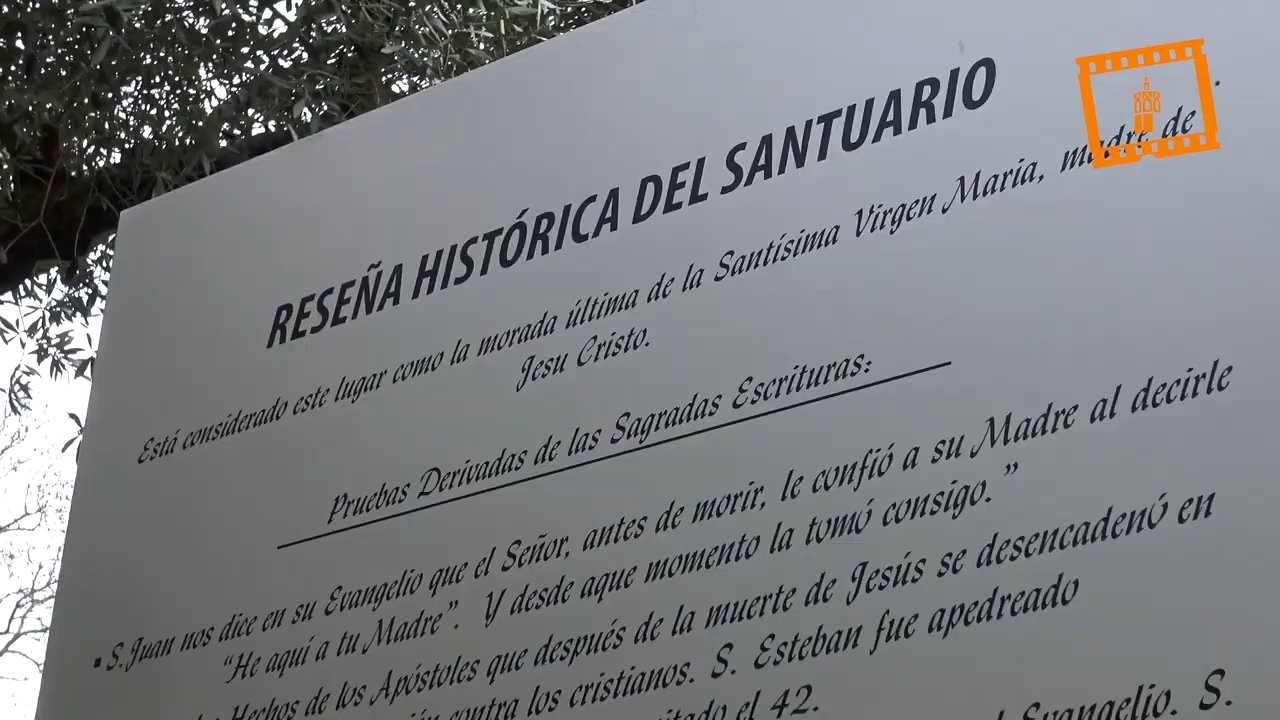 RESEÑA HISTÓRICA DEL SANTUARIO
Está considerado este lugar como la morada última de la Santísima Virgen Maria, madre de
Jesu Cristo.
Pruebas Derivadas de las Sagradas Escrituras:
▪ S.Juan nos dice en su Evangelio que el Señor, antes de morir, le confió a su Madre al decirle
“He aquí a tu Madre”. Y desde aque momento la tomó consigo.”
Hechos de los Apóstoles que después de la muerte de Jesús se desencadenÓ en
contra los cristianos. S. Esteban fue apedreado
el 42.
Evangelio. S.